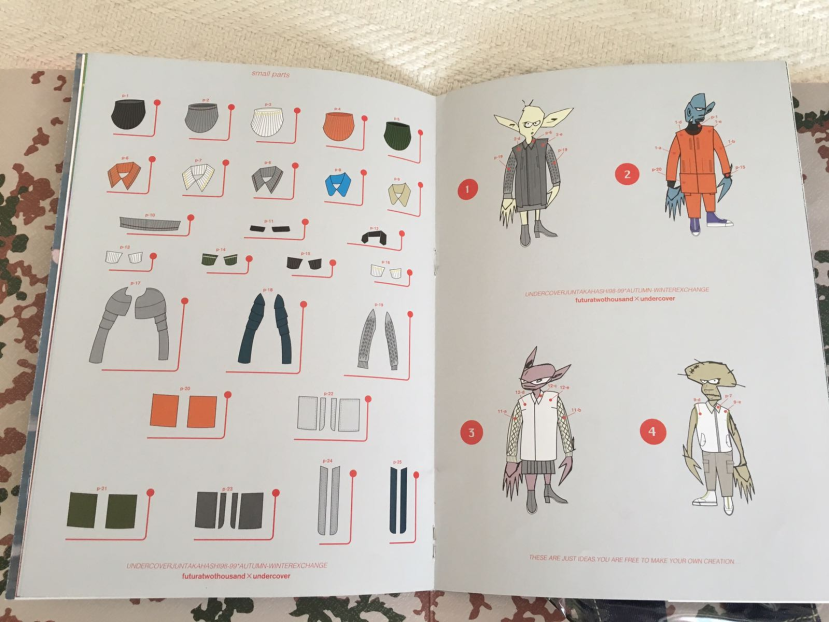 small parts
p-1
p-2
p-3
p-4
p-5
p-6
p-7
p-8
p-9
p-10
p-11
p-12
p-13
p-14
p-15
p-16
p-17
p-18
p-19
p-20
p-21
p-23
p-24
p-25
UNDERCOVERJUNTAKAHASHI98-99"AUTUMN-WINTEREXCHANGE
futuratwothousand×undercover
1
2
UNDERCOVERJUNTAKAHASHI98-99"AUTUMN-WINTEREXCHANGE
futuratwothousand×undercover
3
4
THESE ARE JUST IDEAS YOU ARE FREE TO MAKE YOUR OWN CREATION...